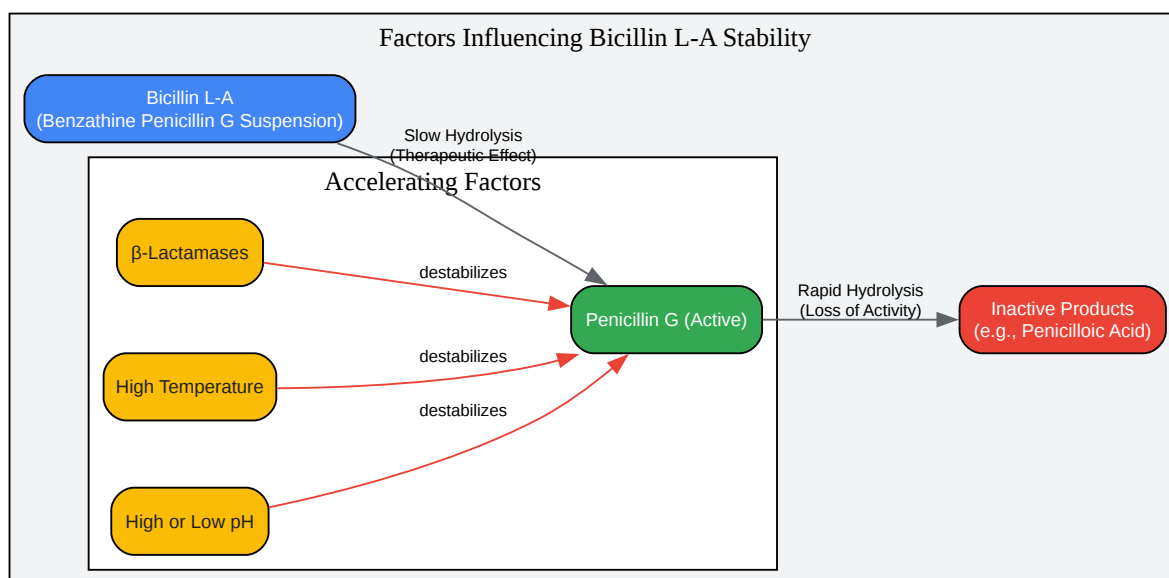 Factors Influencing Bicillin L-A Stability
Bicillin L-A
(Benzathine Penicillin G Suspension)
Slow Hydrolysis
(Therapeutic Effect)
Accelerating Factors
β-Lactamases
destabilizes
Penicillin G (Active)
Rapid Hydrolysis
(Loss of Activity)
Inactive Products
(e.g., Penicilloic Acid)
High Temperature
destabilizes
destabilizes
High or Low pH